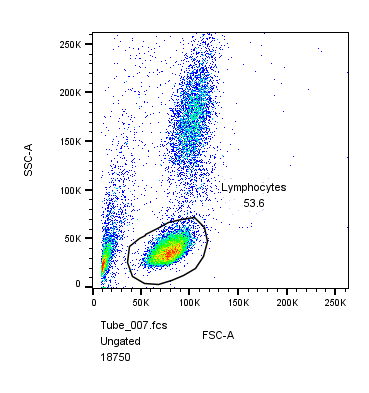 250K
200K
SSC-A
150K
100K
Lymphocytes
53.6
50K
0
0 50K 100K 150K 200K 250K
Tube_007.fcs
FSC-A
Ungated
18750